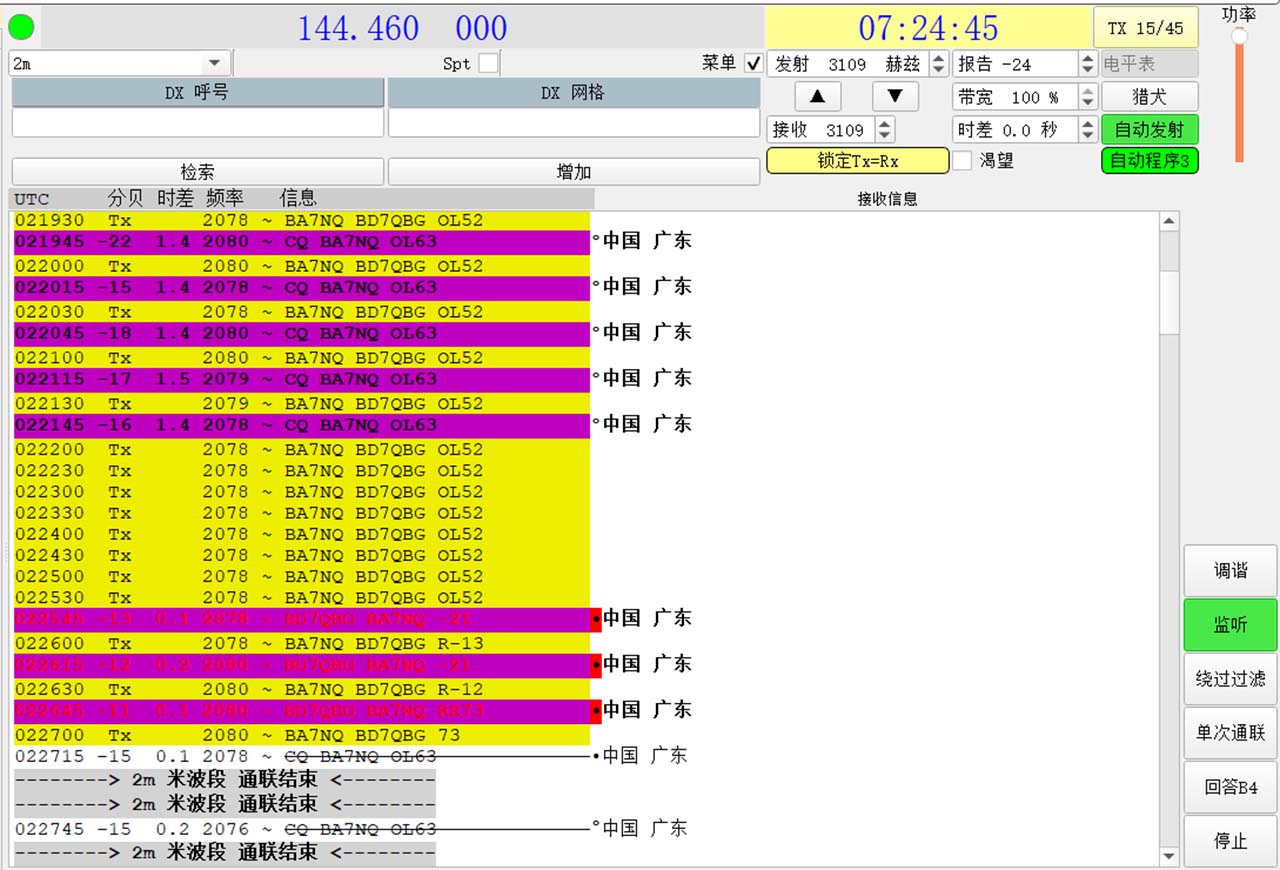 144.460 000 07:24:45 TX 15/45 功率
2m Spt 菜单 发射 3109 赫兹 报告 -24 电平表
DX 呼号 DX 网格 ▲ ▼ 带宽 100 % 猎犬
接收 3109 时差 0.0 秒 自动发射
检索 增加 锁定Tx=Rx 渴望 自动程序3
UTC 分贝 时差 频率 信息 接收信息
021930 Tx 2078 ~ BA7NQ BD7QBG OL52
021945 -22 1.4 2080 ~ CQ BA7NQ OL63 °中国 广东
022000 Tx 2080 ~ BA7NQ BD7QBG OL52
022015 -15 1.4 2078 ~ CQ BA7NQ OL63 °中国 广东
022030 Tx 2078 ~ BA7NQ BD7QBG OL52
022045 -18 1.4 2080 ~ CQ BA7NQ OL63 °中国 广东
022100 Tx 2080 ~ BA7NQ BD7QBG OL52
022115 -17 1.5 2079 ~ CQ BA7NQ OL63 °中国 广东
022130 Tx 2079 ~ BA7NQ BD7QBG OL52
022145 -16 1.4 2078 ~ CQ BA7NQ OL63 °中国 广东
022200 Tx 2078 ~ BA7NQ BD7QBG OL52
022230 Tx 2078 ~ BA7NQ BD7QBG OL52
022300 Tx 2078 ~ BA7NQ BD7QBG OL52
022330 Tx 2078 ~ BA7NQ BD7QBG OL52
022400 Tx 2078 ~ BA7NQ BD7QBG OL52
022430 Tx 2078 ~ BA7NQ BD7QBG OL52
022500 Tx 2078 ~ BA7NQ BD7QBG OL52
022530 Tx 2078 ~ BA7NQ BD7QBG OL52
022545 -13 0.1 2078 ~ BD7QBG BA7NQ -21 •中国 广东
022600 Tx 2078 ~ BA7NQ BD7QBG R-13
022615 -12 0.2 2080 ~ BD7QBG BA7NQ -21 •中国 广东
022630 Tx 2080 ~ BA7NQ BD7QBG R-12
022645 -11 0.1 2080 ~ BD7QBG BA7NQ RR73 •中国 广东
022700 Tx 2080 ~ BA7NQ BD7QBG 73
022715 -15 0.1 2078 ~ CQ BA7NQ OL63 •中国 广东
--------> 2m 米波段 通联结束 <--------
--------> 2m 米波段 通联结束 <--------
022745 -15 0.2 2076 ~ CQ BA7NQ OL63 °中国 广东
--------> 2m 米波段 通联结束 <--------
调谐
监听
绕过过滤
单次通联
回答B4
停止